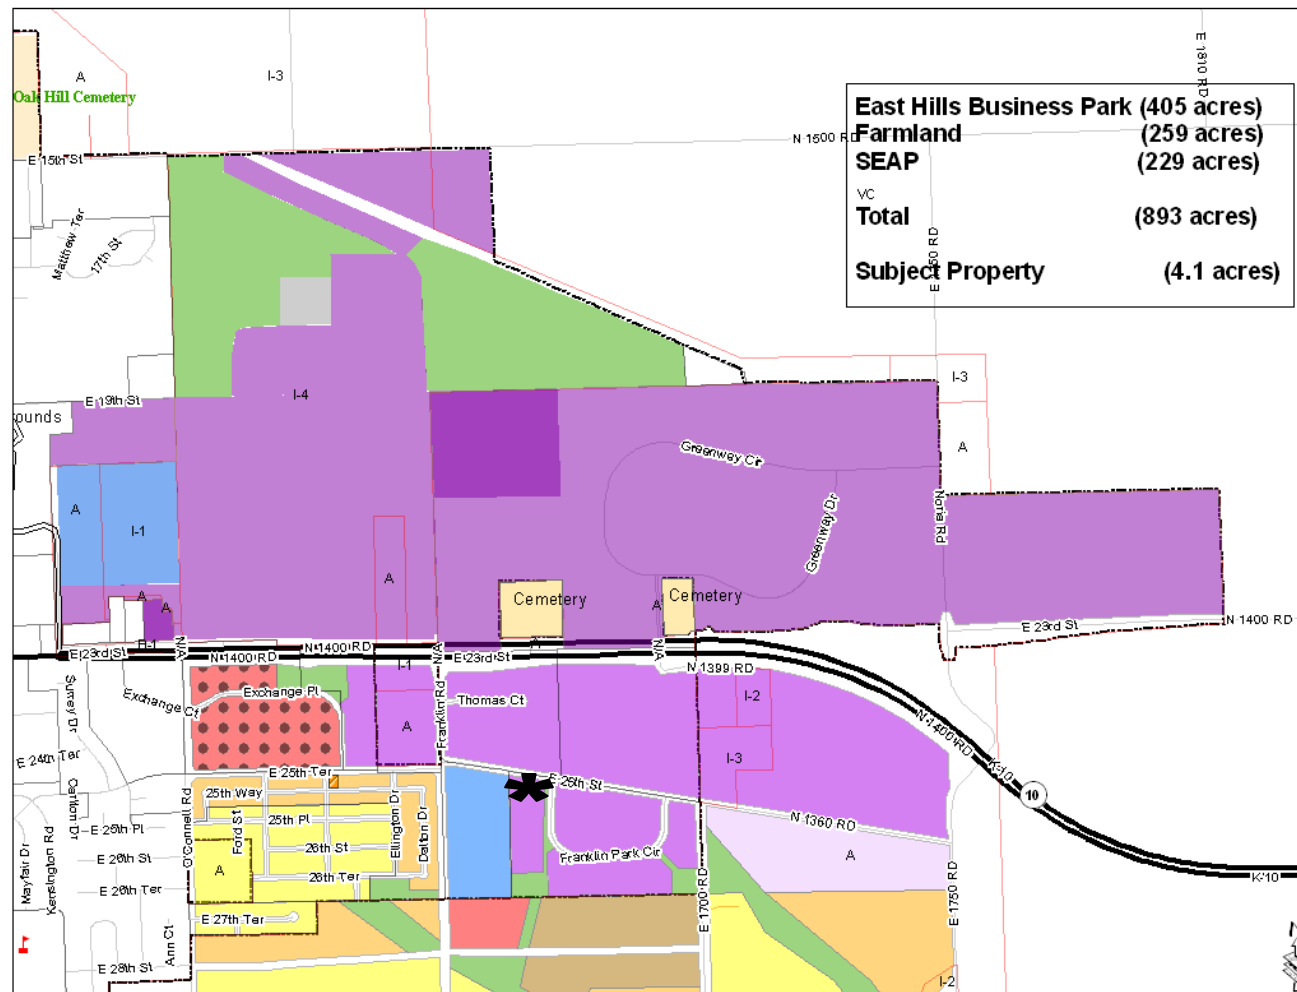 A
I-3
E 1810 RD
Oak Hill Cemetery
East Hills Business Park (405 acres)
Farmland (259 acres)
SEAP (229 acres)
VC
Total (893 acres)
Subject Property (4.1 acres)
N 1500 RD
E 15th St
Matthew Ter
17th St
I-3
I-4
E 19th St
ounds
A
Greenway Cir
Greenway Dr
Noria Rd
A
I-1
A
Cemetery
Cemetery
A
A
A
E 23rd St
N 1400 RD
N/A
E 23rd St
N 1400 RD
N 1400 RD
N/A
E 23rd St
A
N/A
N 1399 RD
I-1
Exchange Pl
Exchange Ct
Surrey Dr
A
Franklin Rd
Thomas Ct
I-2
I-3
N 1400 RD
K-10
10
E 24th Ter
E 25th Ter
25th Way
E 26th St
O'Connell Rd
Ford St
25th Pl
Ellington Dr
Dalton Dr
N 1360 RD
E 25th Pl
26th St
E 26th St
Franklin Park Cir
A
A
26th Ter
E 26th Ter
Mayfair Dr
Kensington Rd
K-10
E 27th Ter
E 1700 RD
E 1750 RD
Ann Ct
E 28th St
I-2